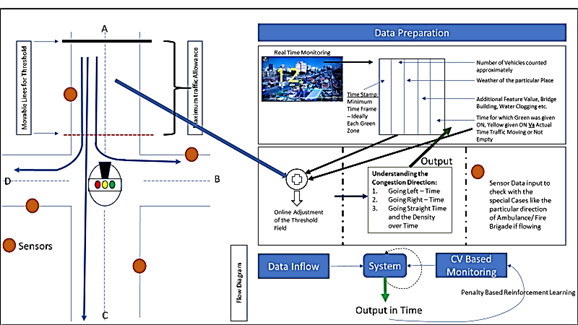 A
Movable Lines for Threshold
Maximum Traffic Allowance
D
B
Sensors
C
Data Preparation
Real Time Monitoring
12
Time Stamp:
Minimum
Time Frame
– Ideally
Each Green
Zone
Number of Vehicles counted
approximately
Weather of the particular Place
Additional Feature Value, Bridge
Building, Water Clogging etc.
Time for which Green was given
ON, Yellow given ON Vs Actual
Time Traffic Moving or Not
Empty
Output
Understanding the
Congestion Direction:
1. Going Left – Time
2. Going Right – Time
3. Going Straight Time
and the Density
over Time
Online Adjustment of
the Threshold
Field
Sensor Data input to
check with the
special Cases like the
particular direction
of Ambulance/ Fire
Brigade if flowing
Flow Diagram
Data Inflow
System
CV Based
Monitoring
Penalty Based Reinforcement Learning
Output in Time